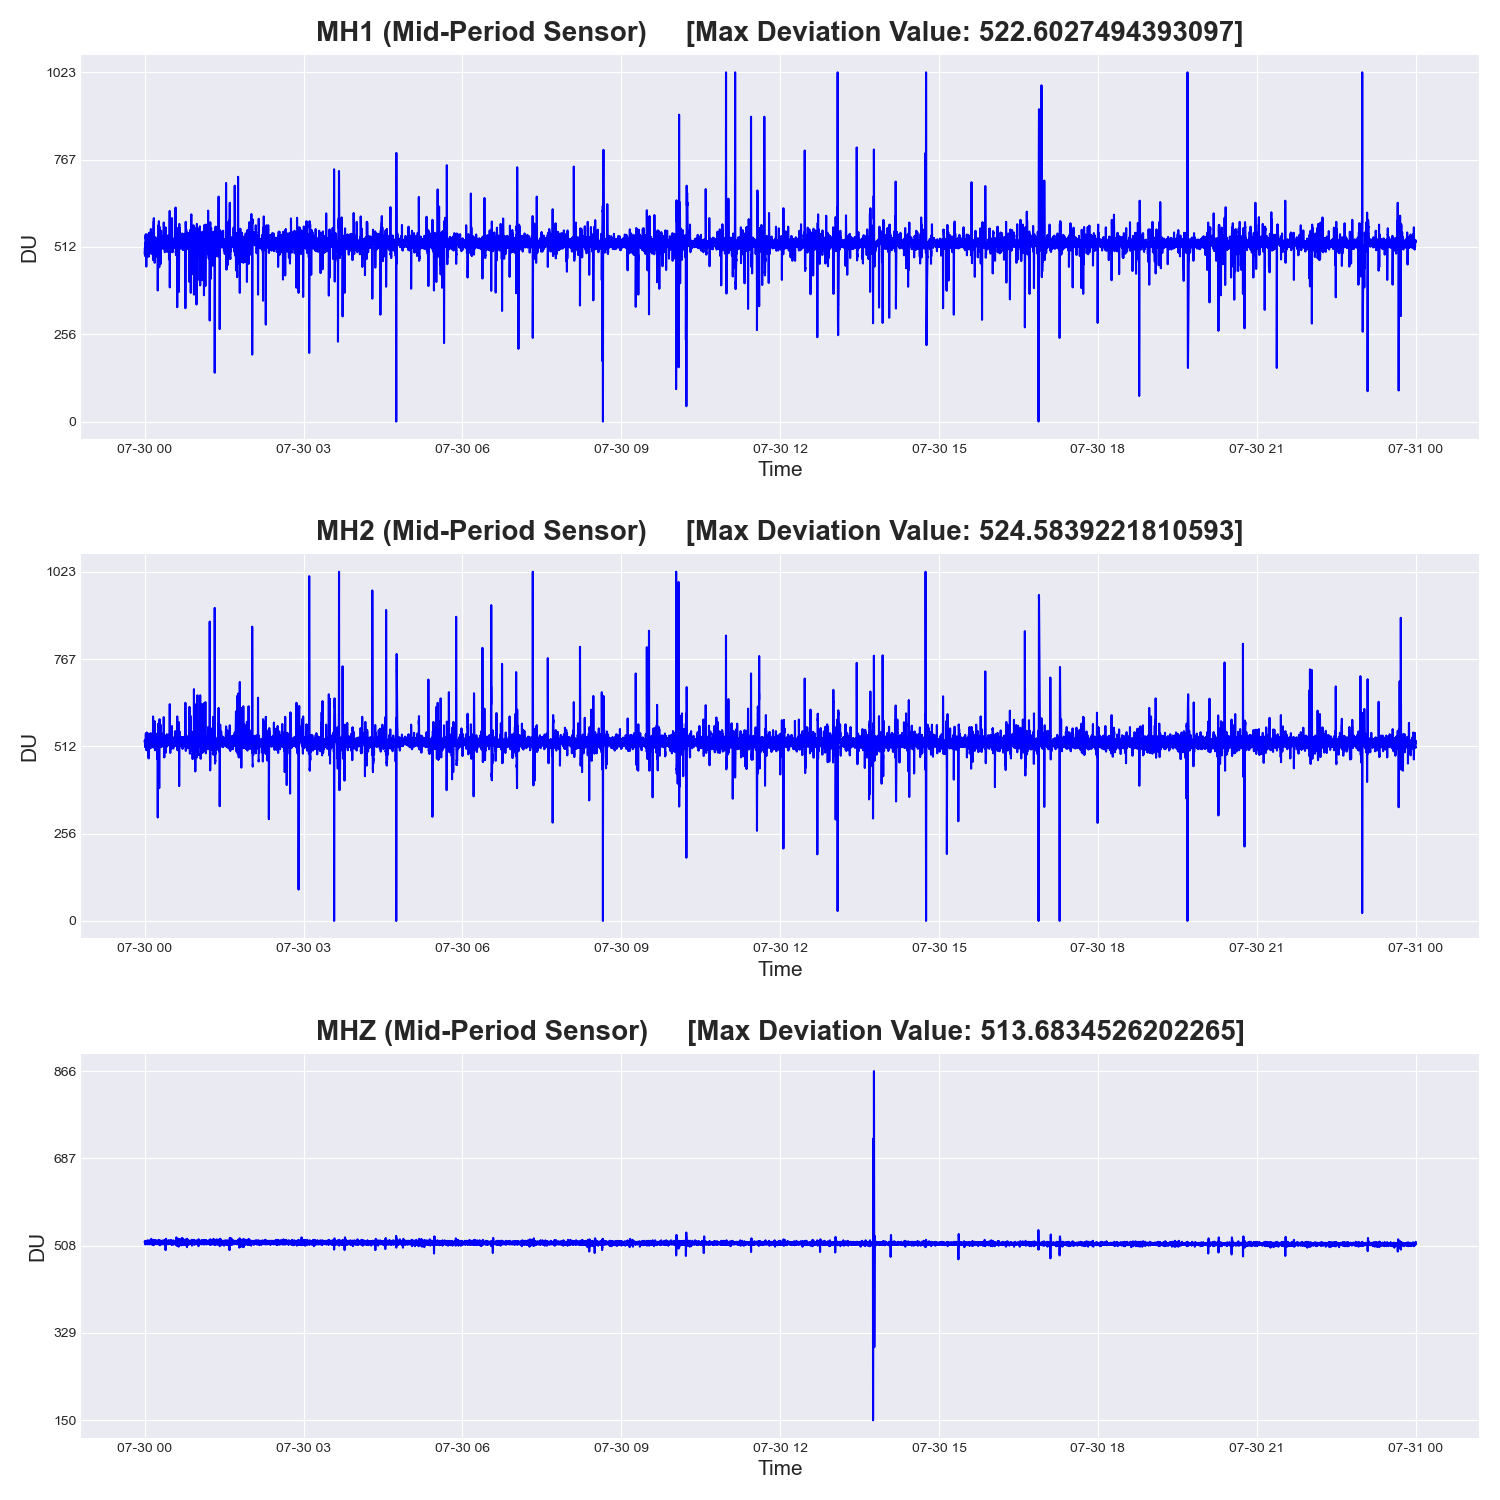 MH1 (Mid-Period Sensor) [Max Deviation Value: 522.6027494393097]
1023
767
512
256
0
DU
07-30 00 07-30 03 07-30 06 07-30 09 07-30 12 07-30 15 07-30 18 07-30 21 07-31 00
Time
MH2 (Mid-Period Sensor) [Max Deviation Value: 524.5839221810593]
1023
767
512
256
0
DU
07-30 00 07-30 03 07-30 06 07-30 09 07-30 12 07-30 15 07-30 18 07-30 21 07-31 00
Time
MHZ (Mid-Period Sensor) [Max Deviation Value: 513.6834526202265]
866
687
508
329
150
DU
07-30 00 07-30 03 07-30 06 07-30 09 07-30 12 07-30 15 07-30 18 07-30 21 07-31 00
Time